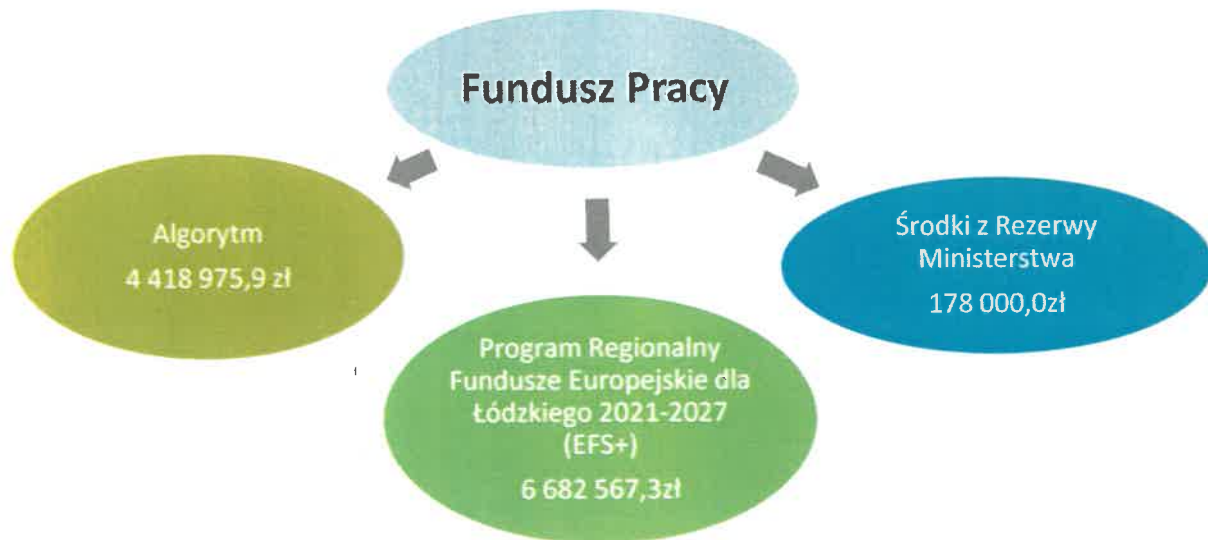 Fundusz Pracy
Algorytm
4 418 975,9 zł
Środki z Rezerwy
Ministerstwa
178 000,0zł
Program Regionalny
Fundusze Europejskie dla
Łódzkiego 2021-2027
(EFS+)
6 682 567,3zł